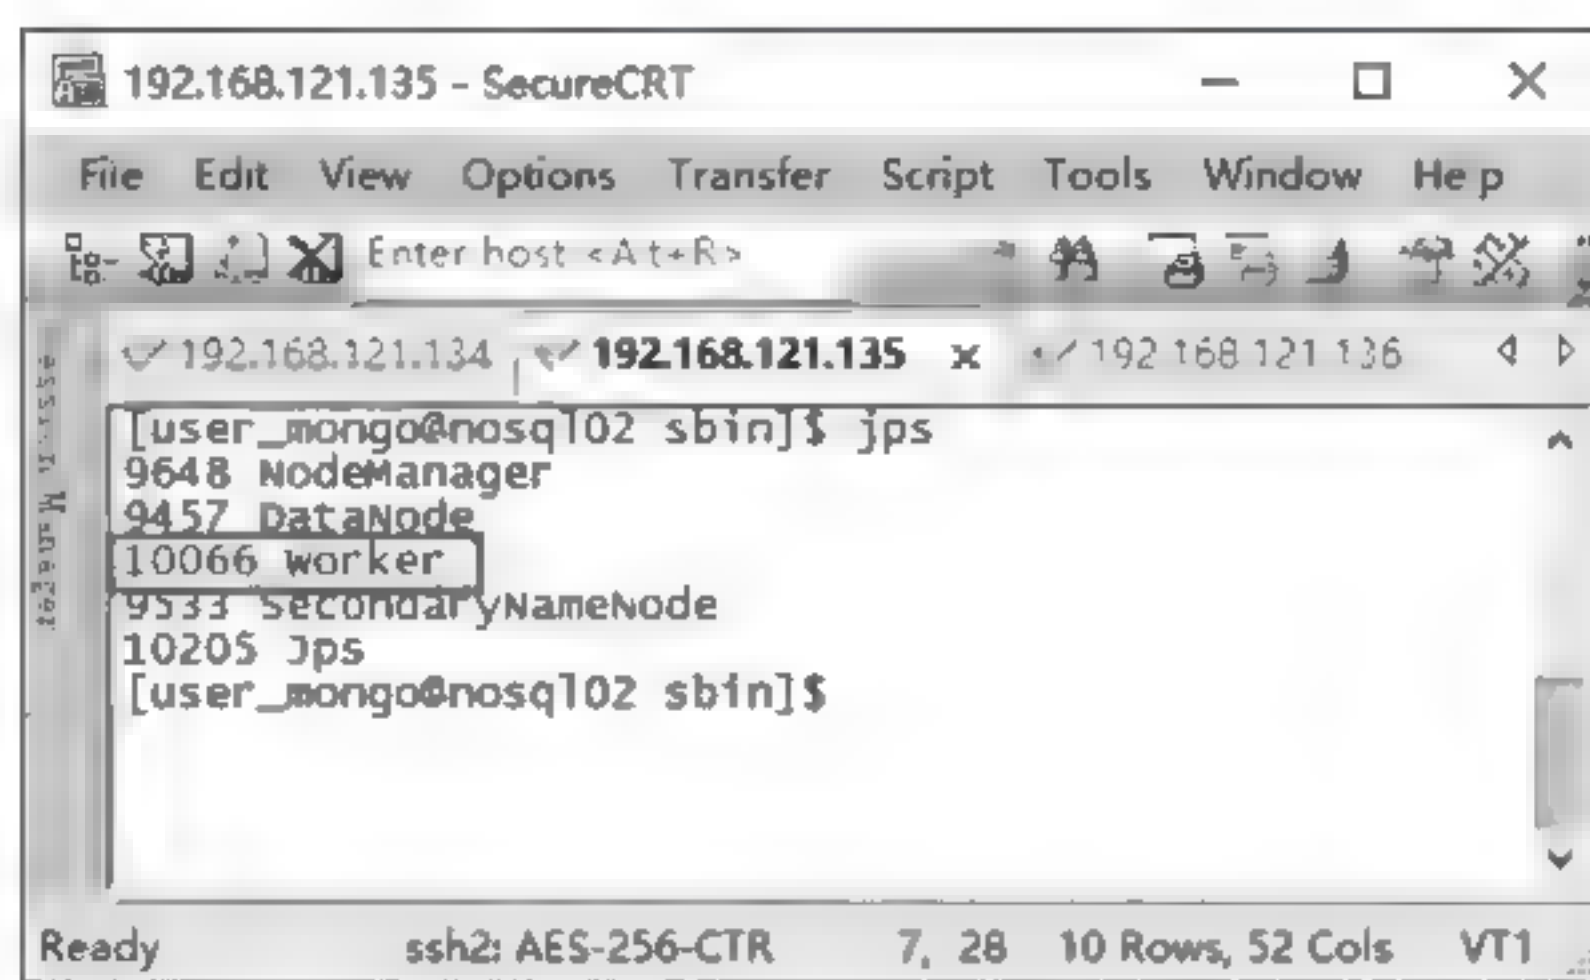 192.168.121.135 - SecureCRT
File Edit View Options Transfer Script Tools Window He p
Enter host <A t+R>
192.168.121.134 192.168.121.135 192 168 121 136
[user_mongo@nosql02 sbin]$ jps
9648 NodeManager
9457 DataNode
10066 Worker
9533 SecondaryNameNode
10205 Jps
[user_mongo@nosql02 sbin]$
Ready ssh2: AES-256-CTR 7, 28 10 Rows, 52 Cols VT1